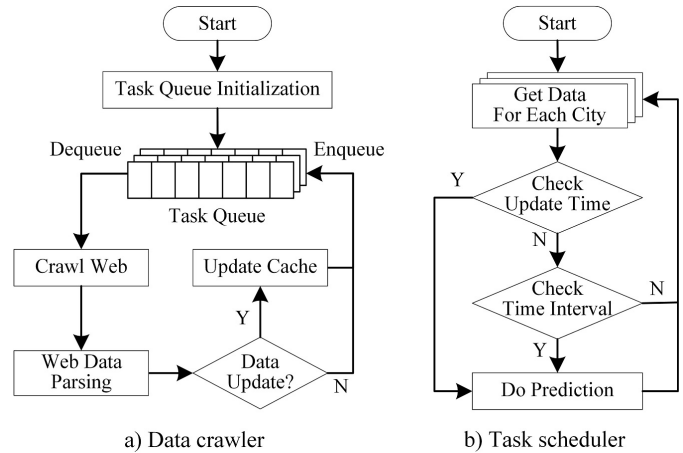 Start
Task Queue Initialization
Dequeue
Enqueue
Task Queue
Crawl Web
Update Cache
Y
Web Data
Parsing
Data
Update?
N
a) Data crawler
Start
Get Data
For Each City
Y
Check
Update Time
N
Check
Time Interval
N
Y
Do Prediction
b) Task scheduler